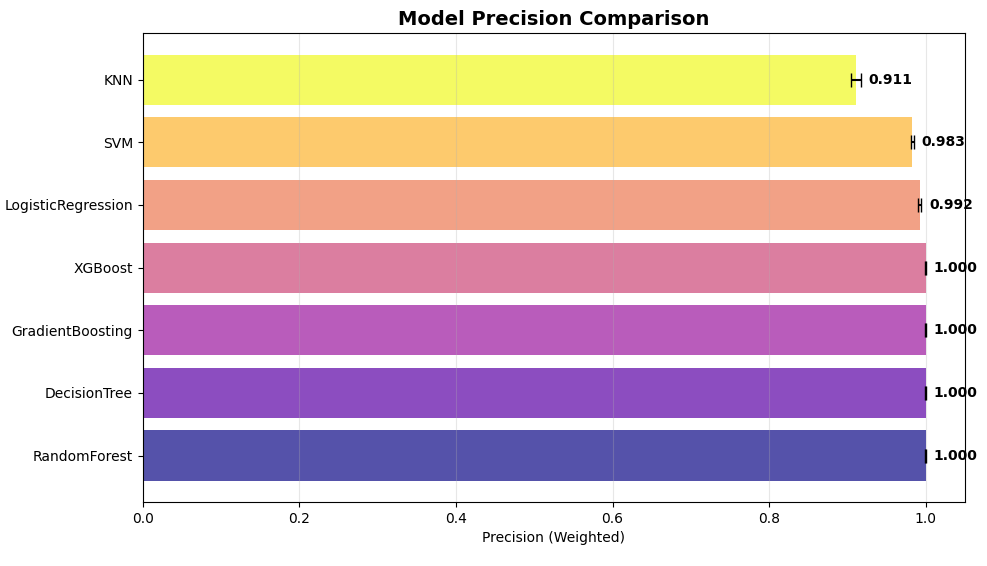 Model Precision Comparison
KNN 0.911
SVM 0.983
LogisticRegression 0.992
XGBoost 1.000
GradientBoosting 1.000
DecisionTree 1.000
RandomForest 1.000
0.0 0.2 0.4 0.6 0.8 1.0
Precision (Weighted)